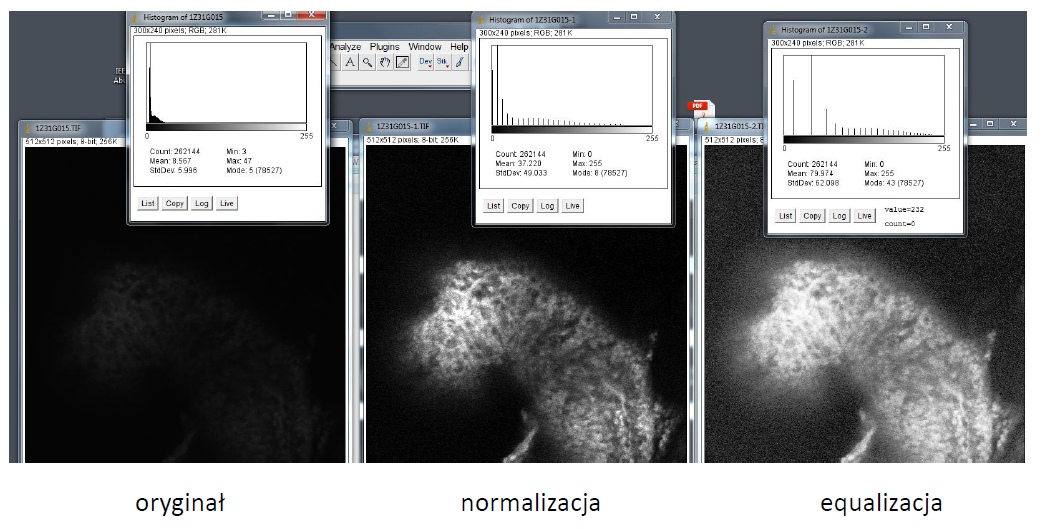 Histogram of 1Z31G015
300x240 pixels; RGB; 281K
0
255
Count: 262144
Min: 3
Mean: 8.567
Max: 47
StdDev: 5.996
Mode: 5 (78527)
List
Copy
Log
Live
Analyze Plugins Window Help
A
Dev
Stk
Histogram of 1Z31G015-1
300x240 pixels; RGB; 281K
0
255
Count: 262144
Min: 0
Mean: 37.220
Max: 255
StdDev: 49.033
Mode: 8 (78527)
List
Copy
Log
Live
Histogram of 1Z31G015-2
300x240 pixels; RGB; 281K
0
255
Count: 262144
Min: 0
Mean: 79.974
Max: 255
StdDev: 62.098
Mode: 43 (78527)
List
Copy
Log
Live
value=232
count=0
PDF
1Z31G015.TIF
512x512 pixels; 8-bit; 256K
1Z31G015-1.TIF
512x512 pixels; 8-bit; 256K
1Z31G015-2.TI
512x512 pixels; 8
oryginał
normalizacja
equalizacja